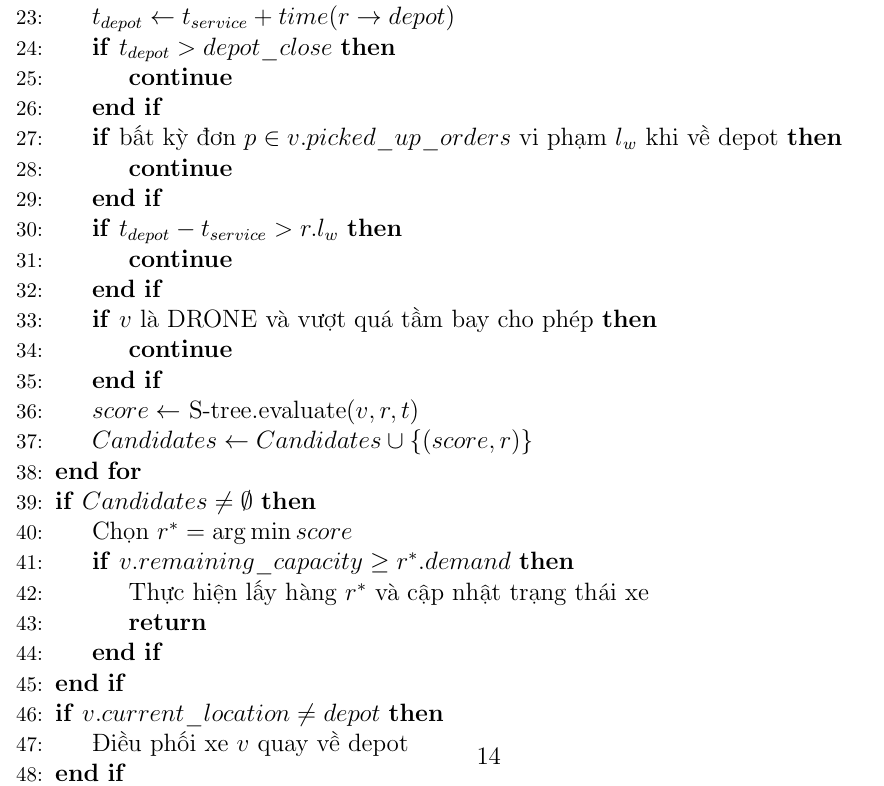 23: t_depot ← t_service + time(r → depot)
24: if t_depot > depot_close then
25: continue
26: end if
27: if bất kỳ đơn p ∈ v.picked_up_orders vi phạm l_w khi về depot then
28: continue
29: end if
30: if t_depot − t_service > r.l_w then
31: continue
32: end if
33: if v là DRONE và vượt quá tầm bay cho phép then
34: continue
35: end if
36: score ← S-tree.evaluate(v, r, t)
37: Candidates ← Candidates ∪ {(score, r)}
38: end for
39: if Candidates ≠ ∅ then
40: Chọn r* = arg min score
41: if v.remaining_capacity ≥ r*.demand then
42: Thực hiện lấy hàng r* và cập nhật trạng thái xe
43: return
44: end if
45: end if
46: if v.current_location ≠ depot then
47: Điều phối xe v quay về depot
14
48: end if